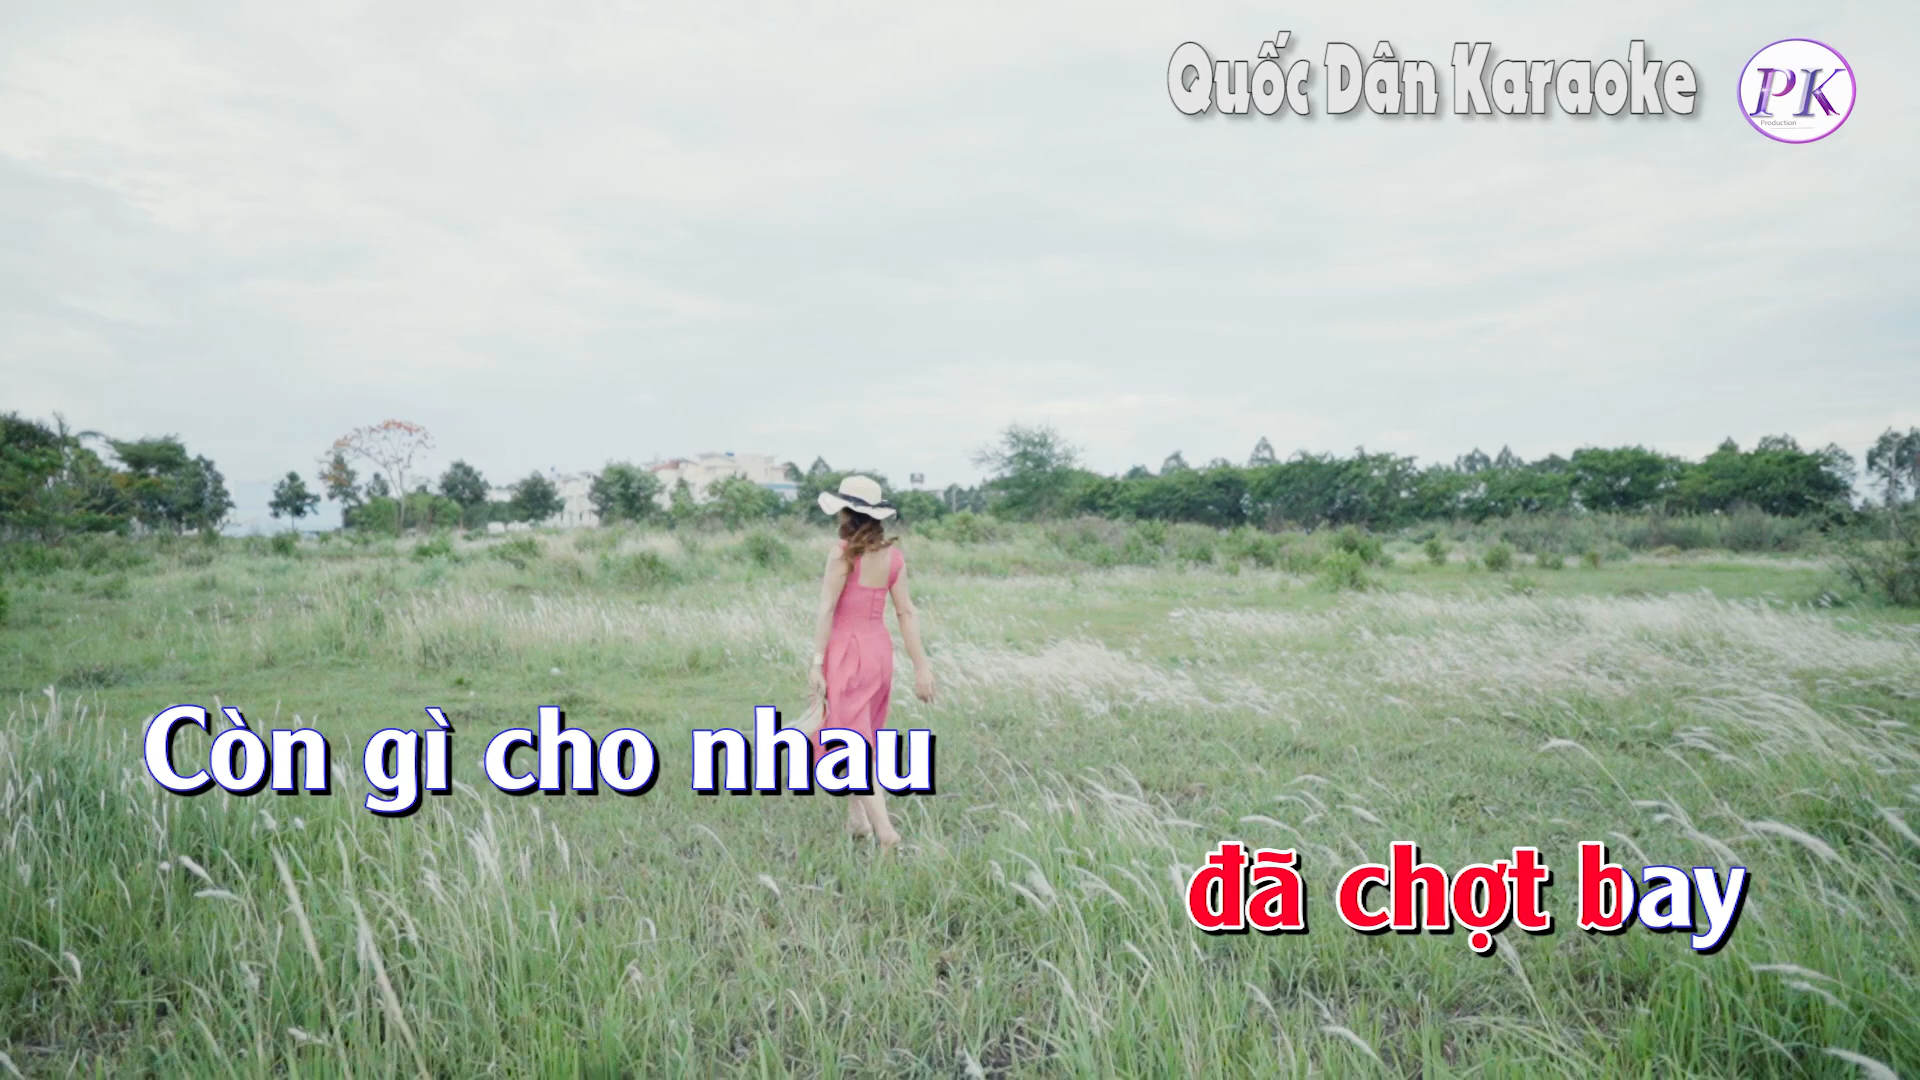 Quốc Dân Karaoke
PK
Production
Còn gì cho nhau
đã chợt bay